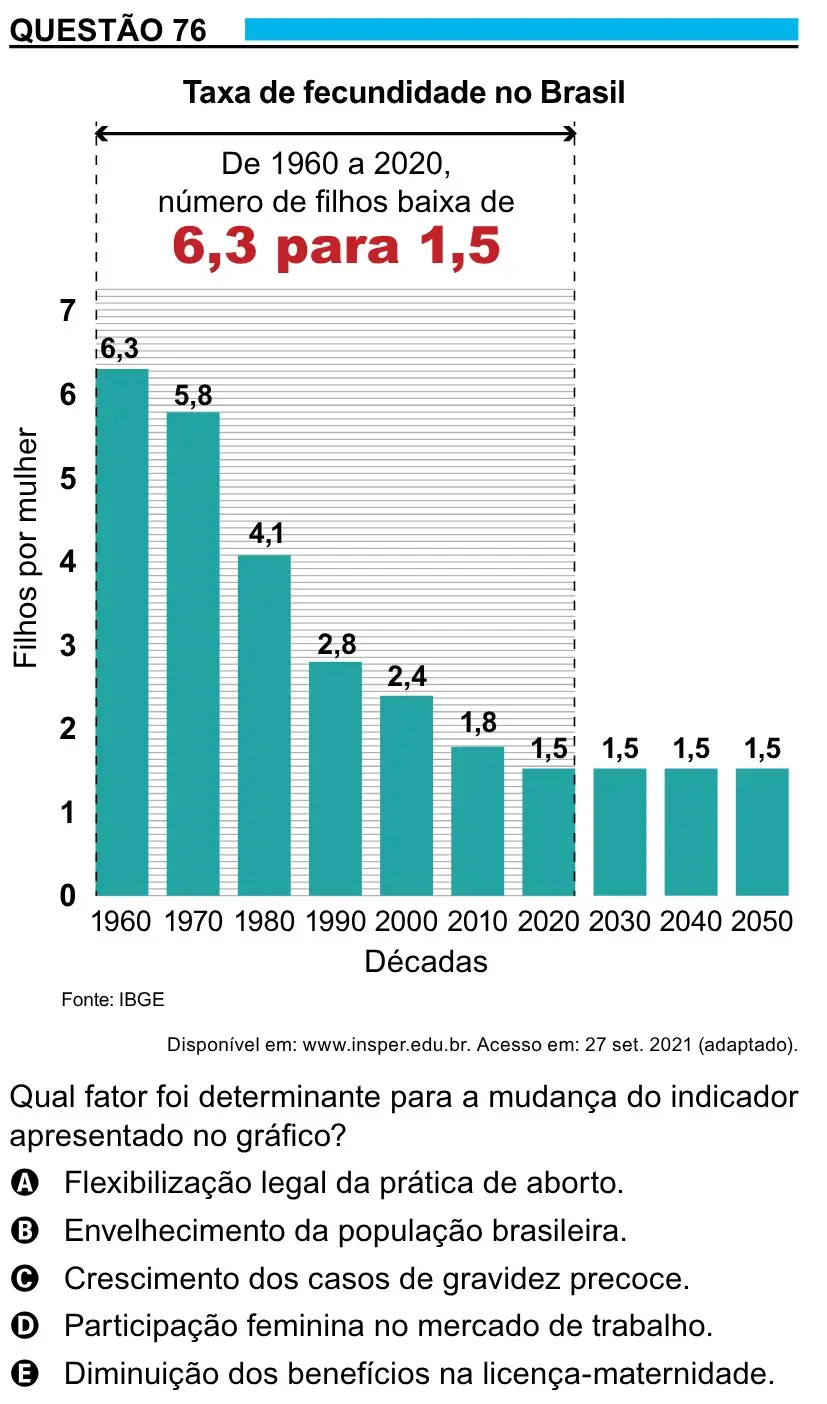 QUESTÃO 76
Taxa de fecundidade no Brasil
De 1960 a 2020,
número de filhos baixa de
6,3 para 1,5
Filhos por mulher
7
6
5
4
3
2
1
0
6,3
5,8
4,1
2,8
2,4
1,8
1,5
1,5
1,5
1,5
1960 1970 1980 1990 2000 2010 2020 2030 2040 2050
Décadas
Fonte: IBGE
Disponível em: www.insper.edu.br. Acesso em: 27 set. 2021 (adaptado).
Qual fator foi determinante para a mudança do indicador
apresentado no gráfico?
A Flexibilização legal da prática de aborto.
B Envelhecimento da população brasileira.
C Crescimento dos casos de gravidez precoce.
D Participação feminina no mercado de trabalho.
E Diminuição dos benefícios na licença-maternidade.